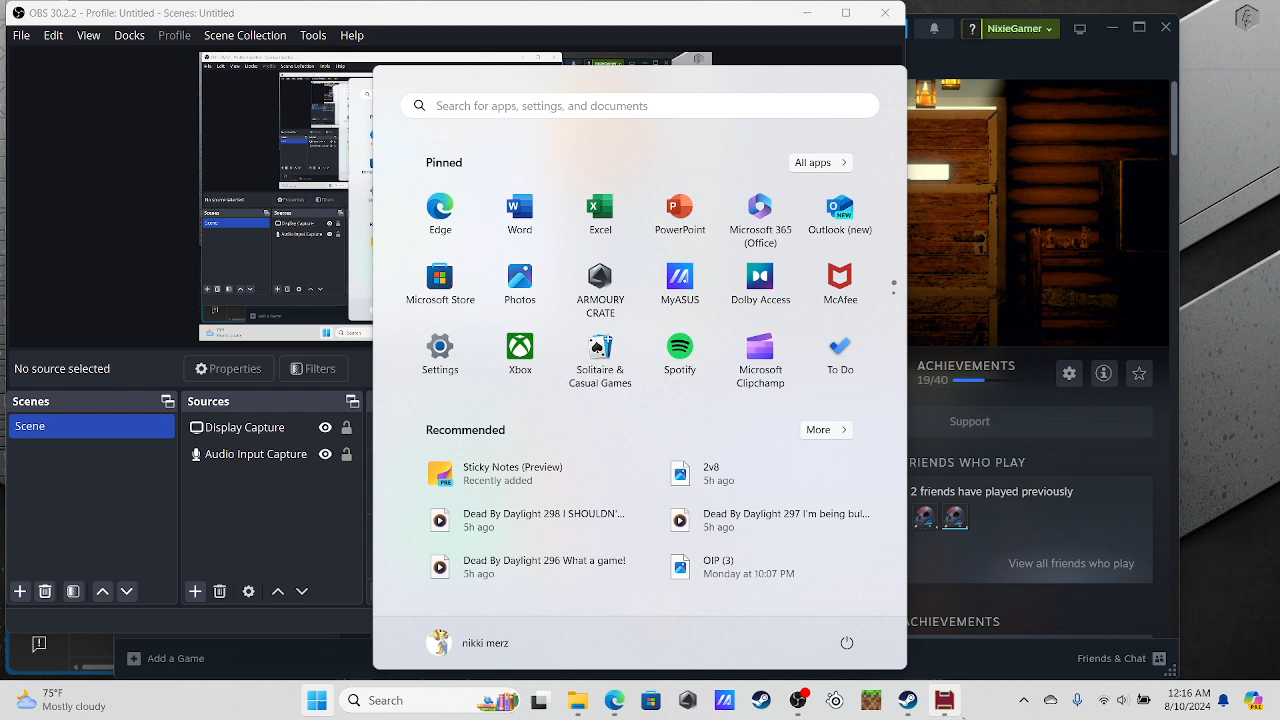 OBS 30.2.2 - Profile: Untitled - Scenes: Untitled
File Edit View Docks Profile Scene Collection Tools Help
? NixieGamer
Search for apps, settings, and documents
Pinned
All apps
Edge
Word
Excel
PowerPoint
Microsoft 365
(Office)
Outlook (new)
NEW
Microsoft Store
Photos
ARMOURY
CRATE
MyASUS
Dolby Access
McAfee
Settings
Xbox
Solitaire &
Casual Games
Spotify
Microsoft
Clipchamp
To Do
Recommended
More
Sticky Notes (Preview)
Recently added
PRE
2v8
5h ago
Dead By Daylight 298 I SHOULDN'...
5h ago
Dead By Daylight 297 I'm being bul...
5h ago
Dead By Daylight 296 What a game!
5h ago
OIP (3)
Monday at 10:07 PM
nikki merz
No source selected
Properties
Filters
Scenes
Sources
Scene
Display Capture
Audio Input Capture
ACHIEVEMENTS
19/40
Support
RIENDS WHO PLAY
2 friends have played previously
View all friends who play
CHIEVEMENTS
Add a Game
Friends & Chat
75°F
Mostly cloudy
Search
12:16 AM
8/10/2024
PRE